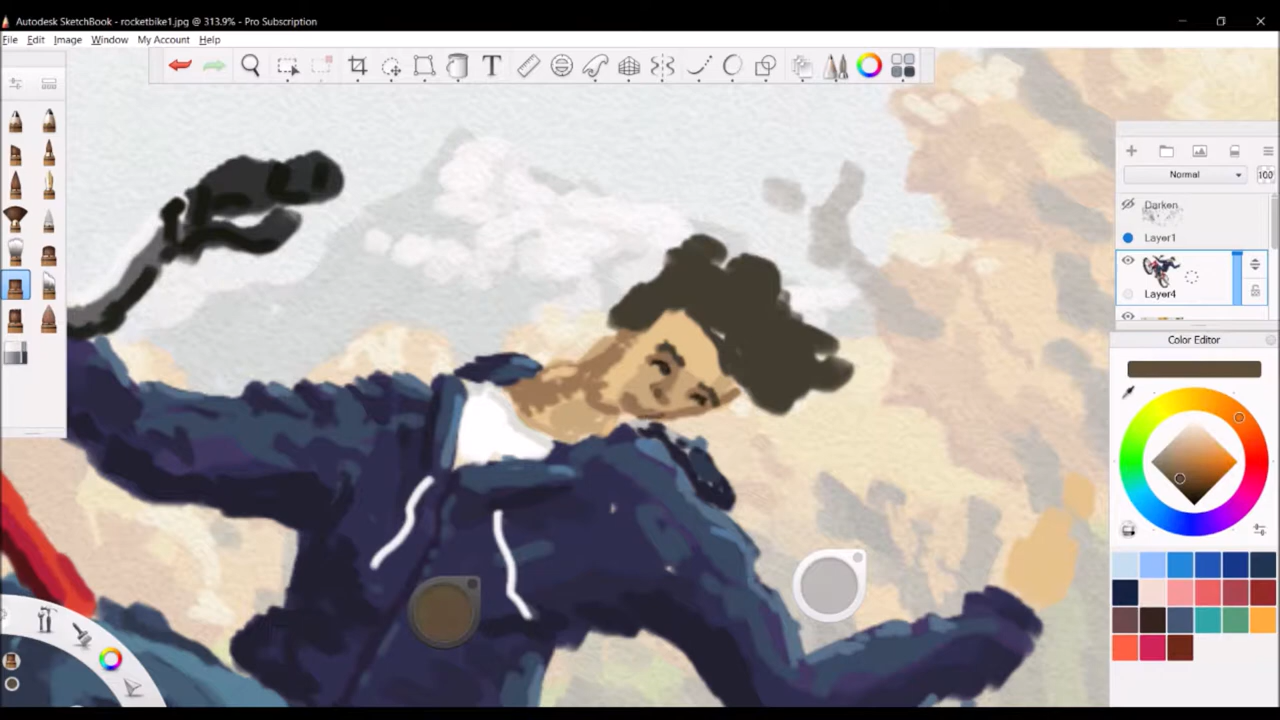 Autodesk SketchBook - rocketbike1.jpg @ 313.9% - Pro Subscription
File Edit Image Window My Account Help
T
Normal 100
Darken
Layer1
Layer4
Color Editor